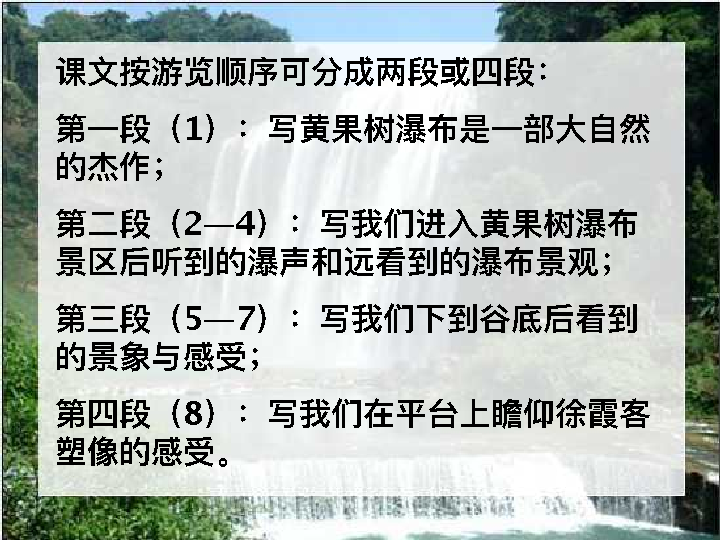 课文按游览顺序可分成两段或四段：
第一段（1）：写黄果树瀑布是一部大自然
的杰作；
第二段（2—4）：写我们进入黄果树瀑布
景区后听到的瀑声和远看到的瀑布景观；
第三段（5—7）：写我们下到谷底后看到
的景象与感受；
第四段（8）：写我们在平台上瞻仰徐霞客
塑像的感受。